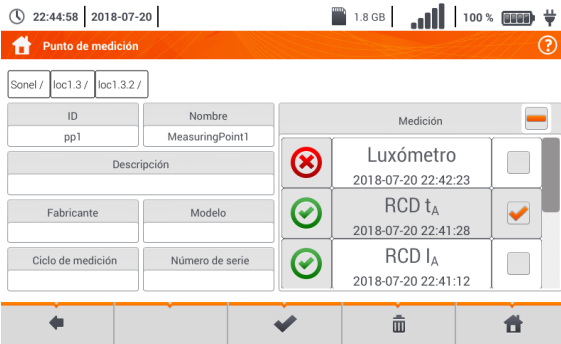 22:44:58 2018-07-20 1.8 GB 100 %
Punto de medición ?
Sonel / loc1.3 / loc1.3.2 /
ID Nombre
pp1 MeasuringPoint1
Descripción
Fabricante Modelo
Ciclo de medición Número de serie
Medición
Luxómetro
2018-07-20 22:42:23
RCD tA
2018-07-20 22:41:28
RCD IA
2018-07-20 22:41:12